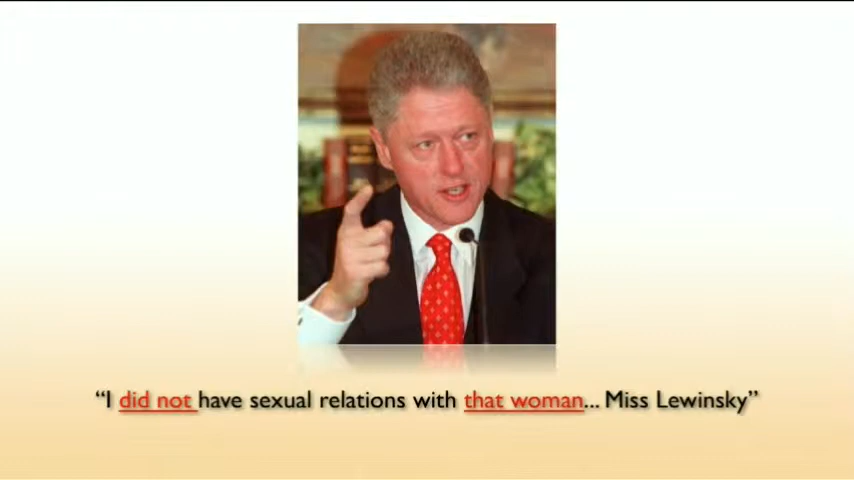 “I did not have sexual relations with that woman... Miss Lewinsky”